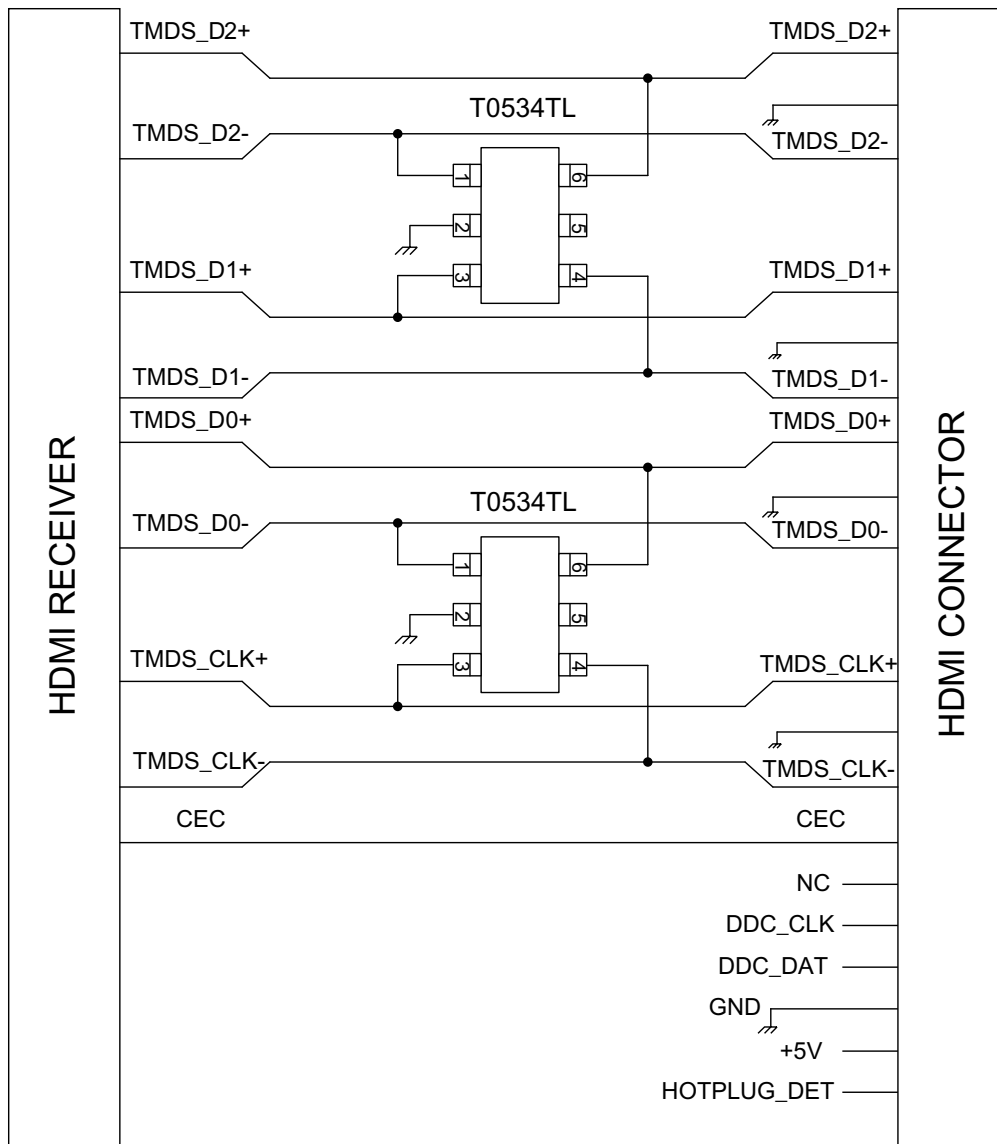 TMDS_D2+ TMDS_D2+
T0534TL
TMDS_D2- TMDS_D2-
1 6
2 5
3 4
TMDS_D1+ TMDS_D1+
TMDS_D1- TMDS_D1-
TMDS_D0+ TMDS_D0+
T0534TL
TMDS_D0- TMDS_D0-
1 6
2 5
3 4
TMDS_CLK+ TMDS_CLK+
TMDS_CLK- TMDS_CLK-
CEC CEC
NC
DDC_CLK
DDC_DAT
GND
+5V
HOTPLUG_DET
HDMI RECEIVER
HDMI CONNECTOR